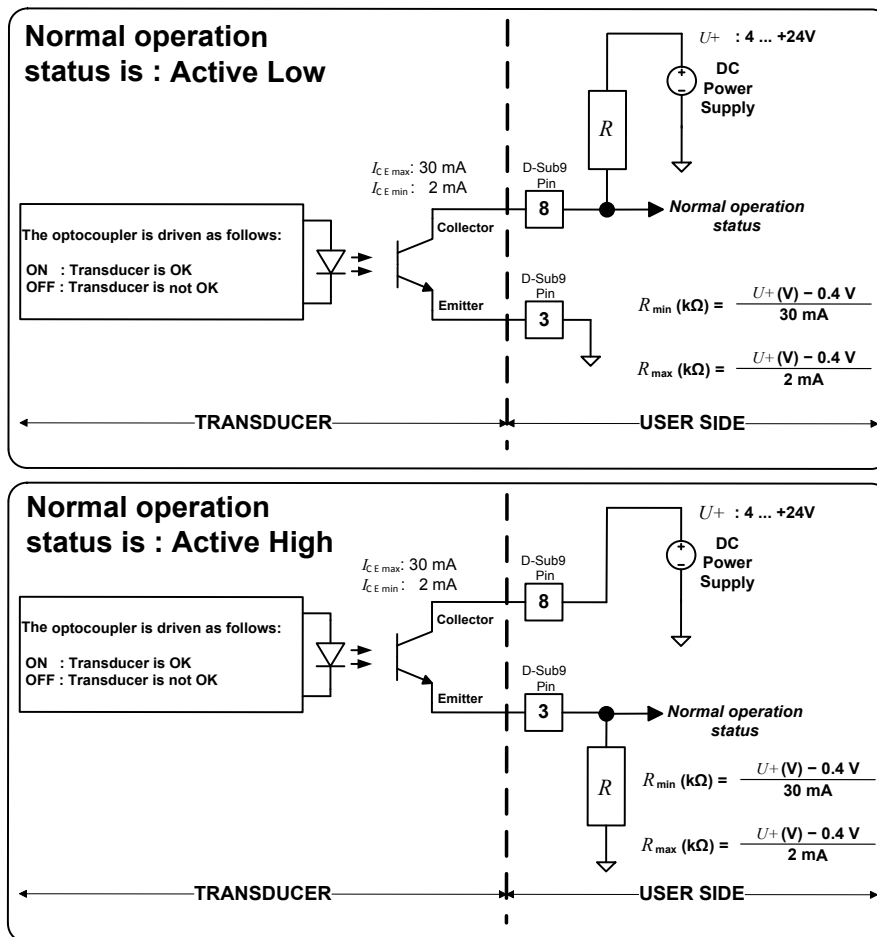 Normal operation
status is : Active Low
U+ : 4 ... +24V
DC
Power
Supply
R
I CE max: 30 mA
I CE min: 2 mA
D-Sub9
Pin
8
Normal operation
status
Collector
The optocoupler is driven as follows:
ON : Transducer is OK
OFF : Transducer is not OK
Emitter
D-Sub9
Pin
3
R min (kΩ) = U+ (V) − 0.4 V
30 mA
R max (kΩ) = U+ (V) − 0.4 V
2 mA
TRANSDUCER
USER SIDE
Normal operation
status is : Active High
U+ : 4 ... +24V
DC
Power
Supply
I CE max: 30 mA
I CE min: 2 mA
D-Sub9
Pin
8
Collector
The optocoupler is driven as follows:
ON : Transducer is OK
OFF : Transducer is not OK
Emitter
D-Sub9
Pin
3
Normal operation
status
R
R min (kΩ) = U+ (V) − 0.4 V
30 mA
R max (kΩ) = U+ (V) − 0.4 V
2 mA
TRANSDUCER
USER SIDE